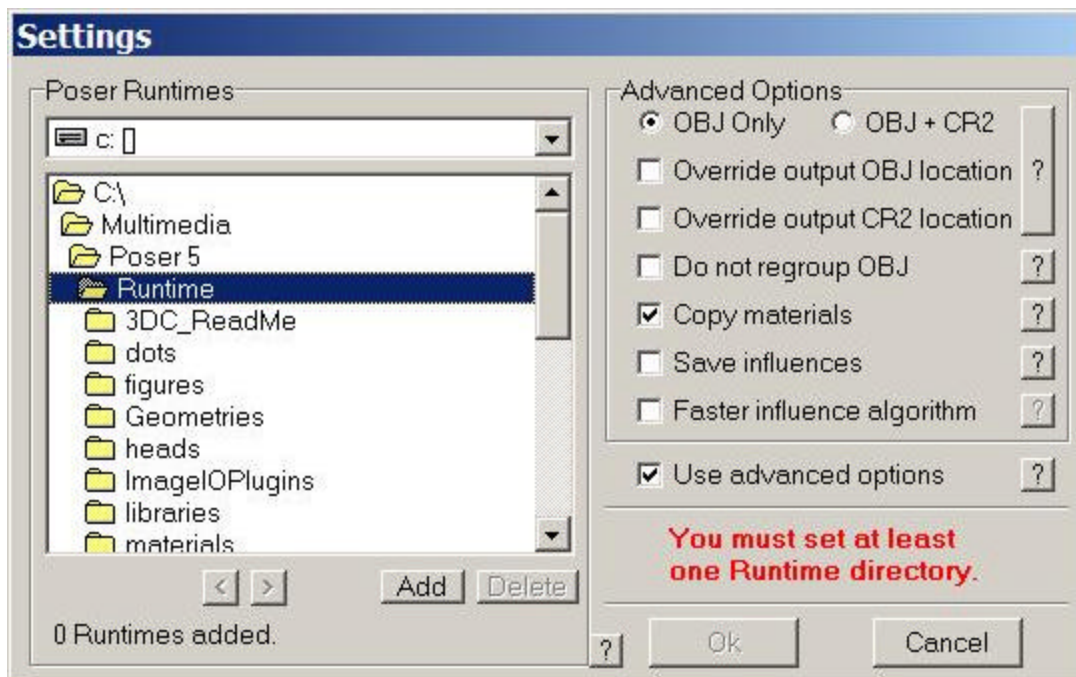 Settings
Poser Runtimes
c: []
C:\
Multimedia
Poser 5
Runtime
3DC_ReadMe
dots
figures
Geometries
heads
ImageIOPlugins
libraries
materials
< > Add Delete
0 Runtimes added.
?
Advanced Options
OBJ Only OBJ + CR2
Override output OBJ location ?
Override output CR2 location
Do not regroup OBJ ?
Copy materials ?
Save influences ?
Faster influence algorithm ?
Use advanced options ?
You must set at least
one Runtime directory.
Ok Cancel